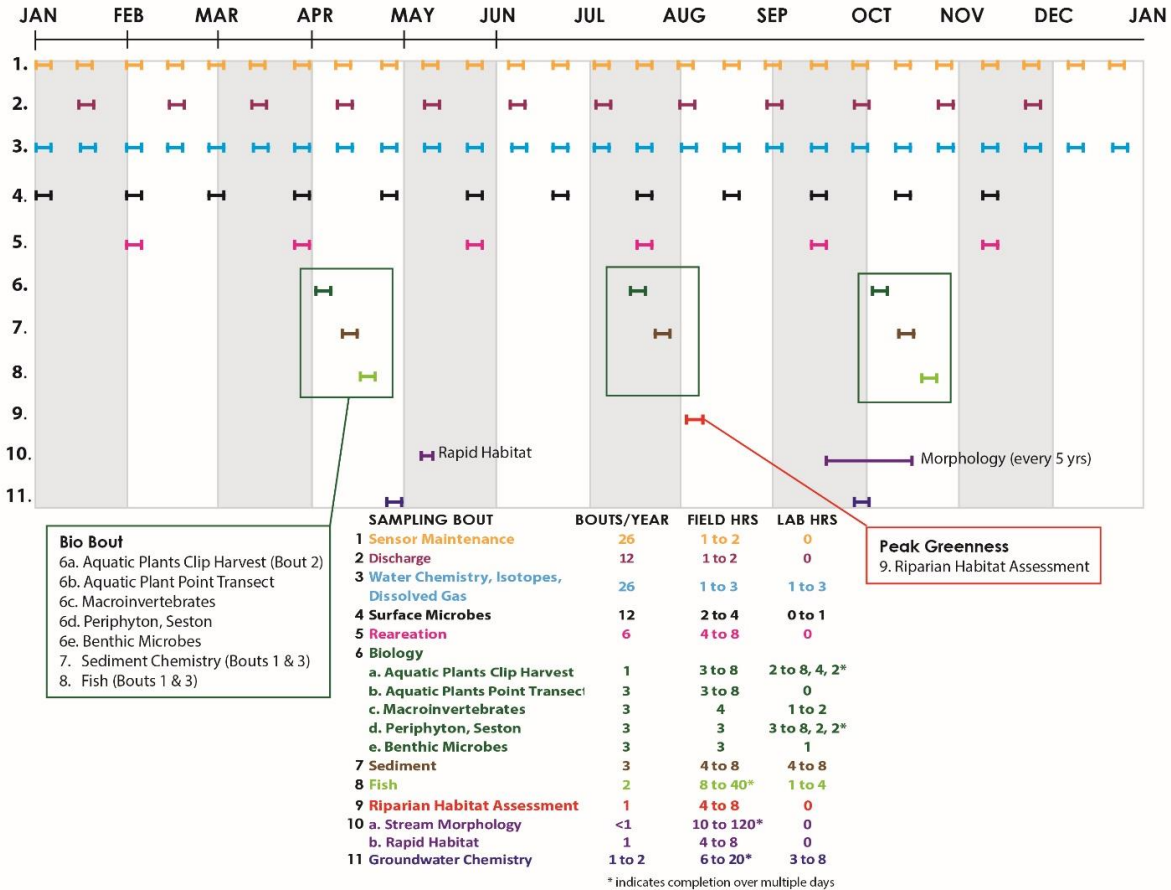 JAN FEB MAR APR MAY JUN JUL AUG SEP OCT NOV DEC JAN
1.
2.
3.
4.
5.
6.
7.
8.
9.
10. Rapid Habitat Morphology (every 5 yrs)
11.
Bio Bout
6a. Aquatic Plants Clip Harvest (Bout 2)
6b. Aquatic Plant Point Transect
6c. Macroinvertebrates
6d. Periphyton, Seston
6e. Benthic Microbes
7. Sediment Chemistry (Bouts 1 & 3)
8. Fish (Bouts 1 & 3)
SAMPLING BOUT BOUTS/YEAR FIELD HRS LAB HRS
1 Sensor Maintenance 26 1 to 2 0
2 Discharge 12 1 to 2 0
3 Water Chemistry, Isotopes,
Dissolved Gas 26 1 to 3 1 to 3
4 Surface Microbes 12 2 to 4 0 to 1
5 Reareation 6 4 to 8 0
6 Biology
a. Aquatic Plants Clip Harvest 1 3 to 8 2 to 8, 4, 2*
b. Aquatic Plants Point Transect 3 3 to 8 0
c. Macroinvertebrates 3 4 1 to 2
d. Periphyton, Seston 3 3 3 to 8, 2, 2*
e. Benthic Microbes 3 3 1
7 Sediment 3 4 to 8 4 to 8
8 Fish 2 8 to 40* 1 to 4
9 Riparian Habitat Assessment 1 4 to 8 0
10 a. Stream Morphology <1 10 to 120* 0
b. Rapid Habitat 1 4 to 8 0
11 Groundwater Chemistry 1 to 2 6 to 20* 3 to 8
* indicates completion over multiple days
Peak Greenness
9. Riparian Habitat Assessment